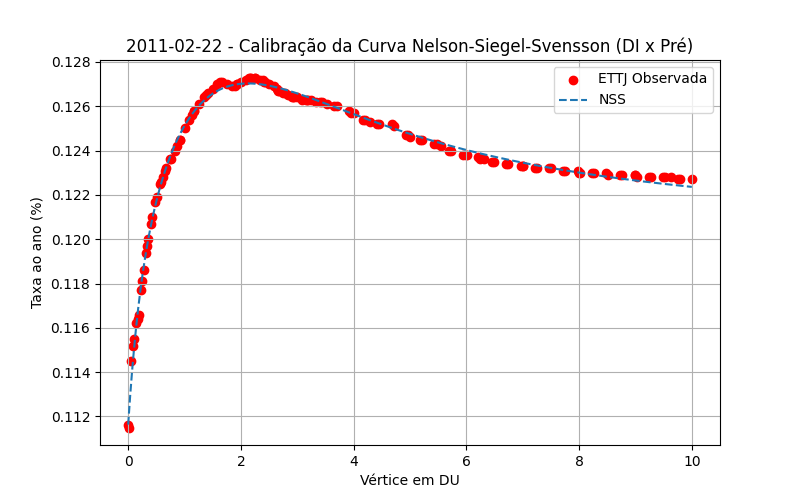 2011-02-22 - Calibração da Curva Nelson-Siegel-Svensson (DI x Pré)
ETTJ Observada
NSS
Taxa ao ano (%)
0.128
0.126
0.124
0.122
0.120
0.118
0.116
0.114
0.112
0 2 4 6 8 10
Vértice em DU